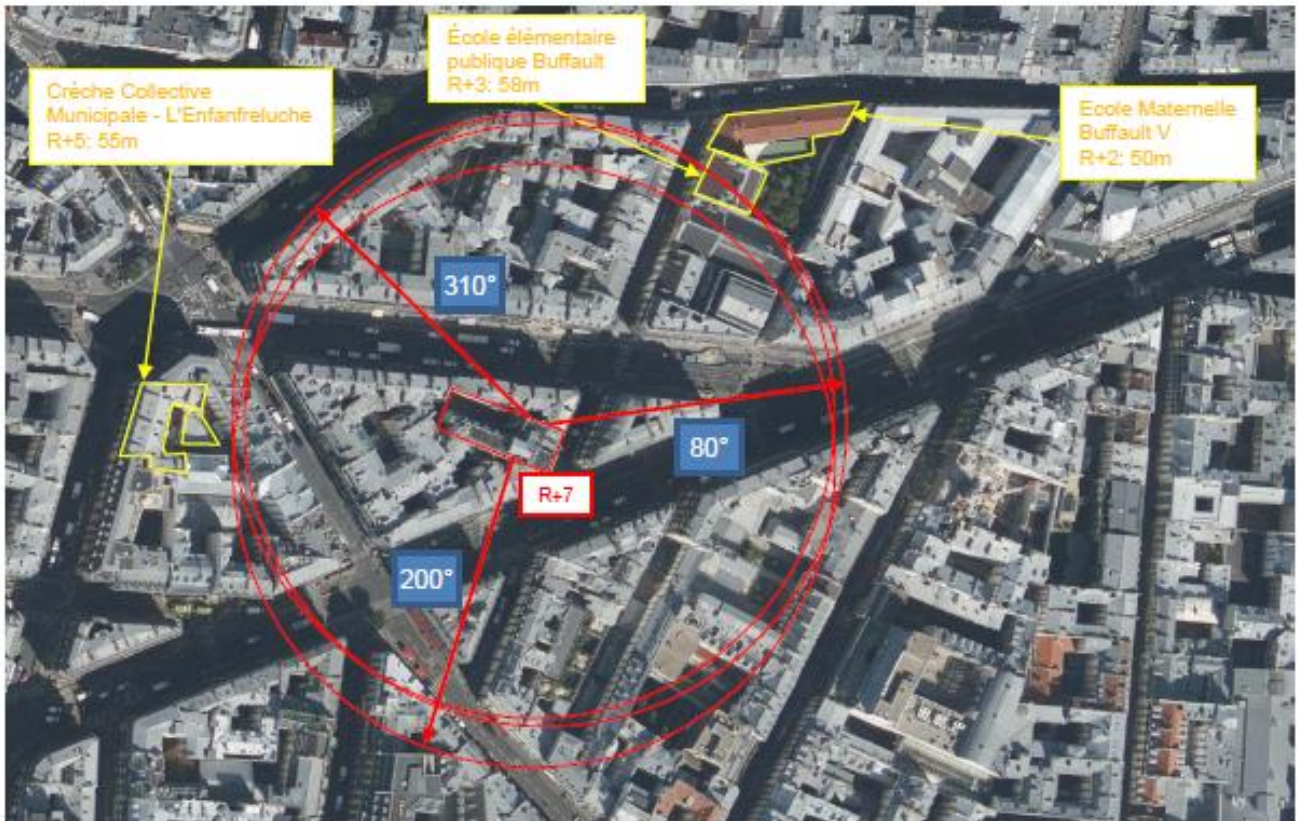 École élémentaire
publique Buffault
R+3: 58m
Crèche Collective
Municipale - L'Enfanfreluche
R+5: 55m
Ecole Maternelle
Buffault V
R+2: 50m
310°
80°
R+7
200°